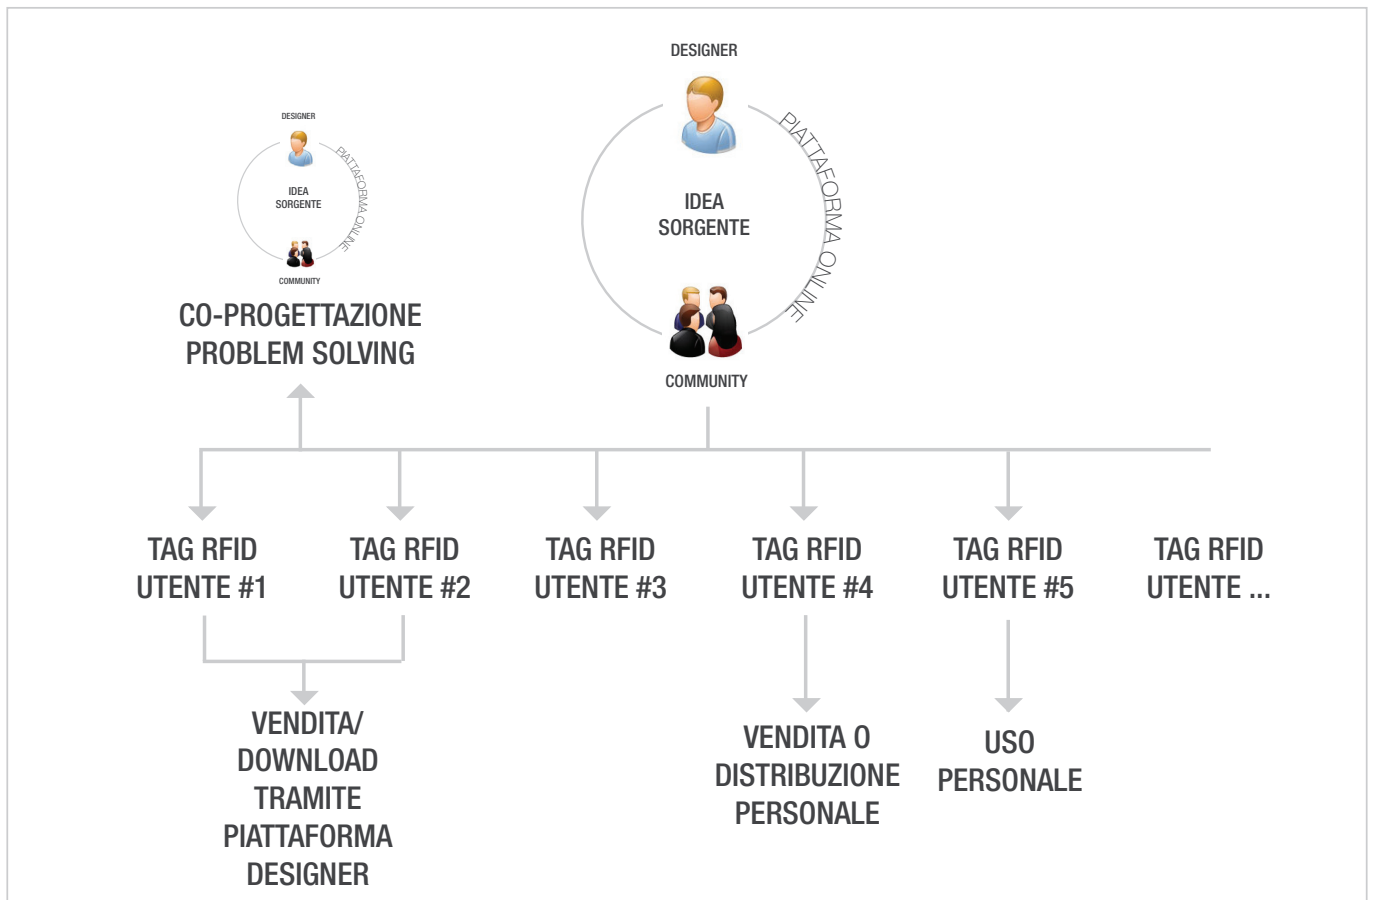 DESIGNER
PIATTAFORMA ONLINE
IDEA
SORGENTE
COMMUNITY
CO-PROGETTAZIONE
PROBLEM SOLVING
DESIGNER
PIATTAFORMA ONLINE
IDEA
SORGENTE
COMMUNITY
TAG RFID
UTENTE #1
TAG RFID
UTENTE #2
TAG RFID
UTENTE #3
TAG RFID
UTENTE #4
TAG RFID
UTENTE #5
TAG RFID
UTENTE ...
VENDITA/
DOWNLOAD
TRAMITE
PIATTAFORMA
DESIGNER
VENDITA O
DISTRIBUZIONE
PERSONALE
USO
PERSONALE